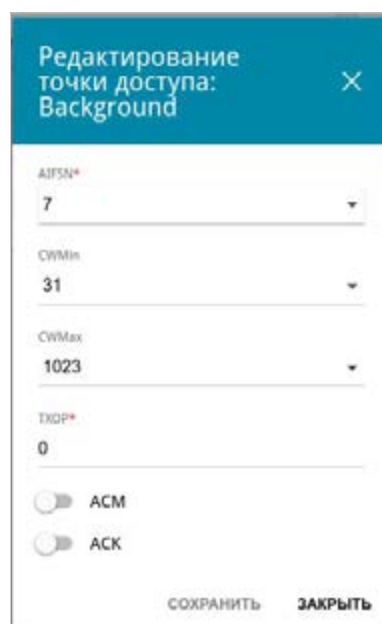 Редактирование
точки доступа:
Background
AIFSN*
7
CWMin
31
CWMax
1023
TXOP*
0
ACM
ACK
СОХРАНИТЬ ЗАКРЫТЬ